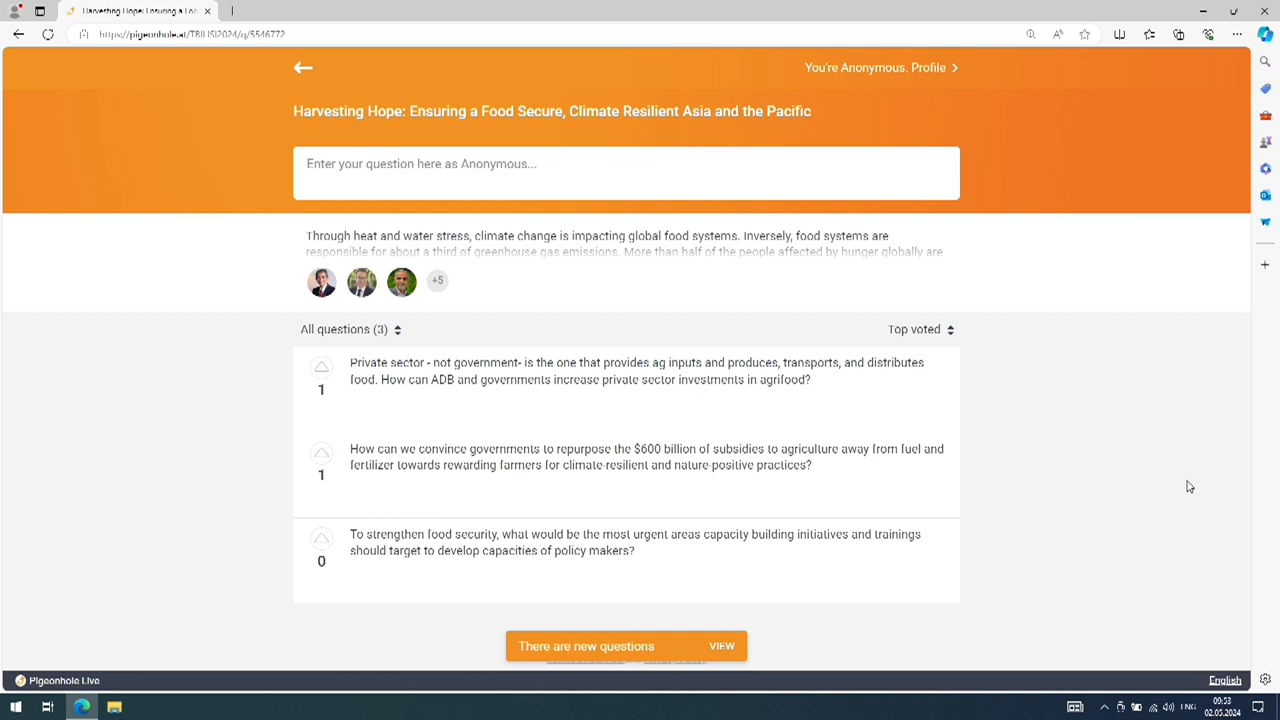 Harvesting Hope: Ensuring a Foo
https://pigeonhole.at/TBILISI2024/q/5546772
You're Anonymous. Profile
Harvesting Hope: Ensuring a Food Secure, Climate Resilient Asia and the Pacific
Enter your question here as Anonymous...
Through heat and water stress, climate change is impacting global food systems. Inversely, food systems are
responsible for about a third of greenhouse gas emissions. More than half of the people affected by hunger globally are
+5
All questions (3)
Top voted
Private sector - not government- is the one that provides ag inputs and produces, transports, and distributes
food. How can ADB and governments increase private sector investments in agrifood?
1
How can we convince governments to repurpose the $600 billion of subsidies to agriculture away from fuel and
fertilizer towards rewarding farmers for climate-resilient and nature-positive practices?
1
To strengthen food security, what would be the most urgent areas capacity building initiatives and trainings
should target to develop capacities of policy makers?
0
There are new questions VIEW
Pigeonhole Live
English
ENG
09:53
02.05.2024